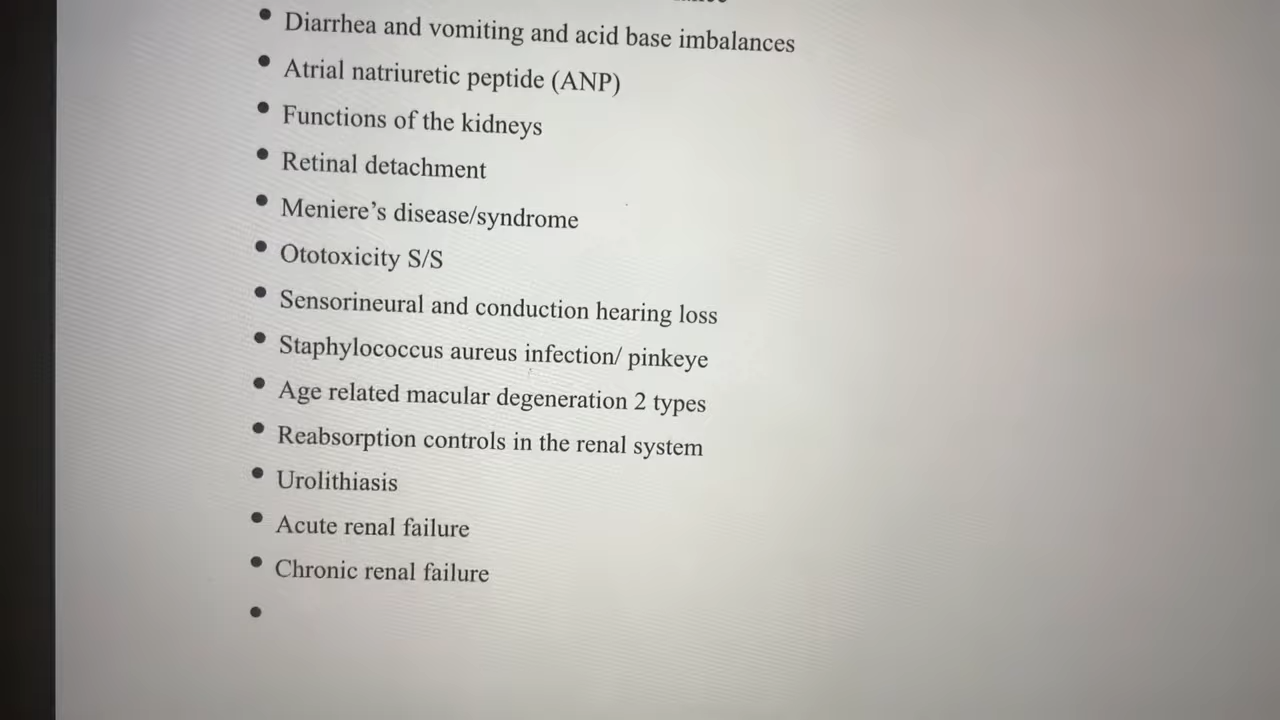 • Diarrhea and vomiting and acid base imbalances
• Atrial natriuretic peptide (ANP)
• Functions of the kidneys
• Retinal detachment
• Meniere’s disease/syndrome
• Ototoxicity S/S
• Sensorineural and conduction hearing loss
• Staphylococcus aureus infection/ pinkeye
• Age related macular degeneration 2 types
• Reabsorption controls in the renal system
• Urolithiasis
• Acute renal failure
• Chronic renal failure
•